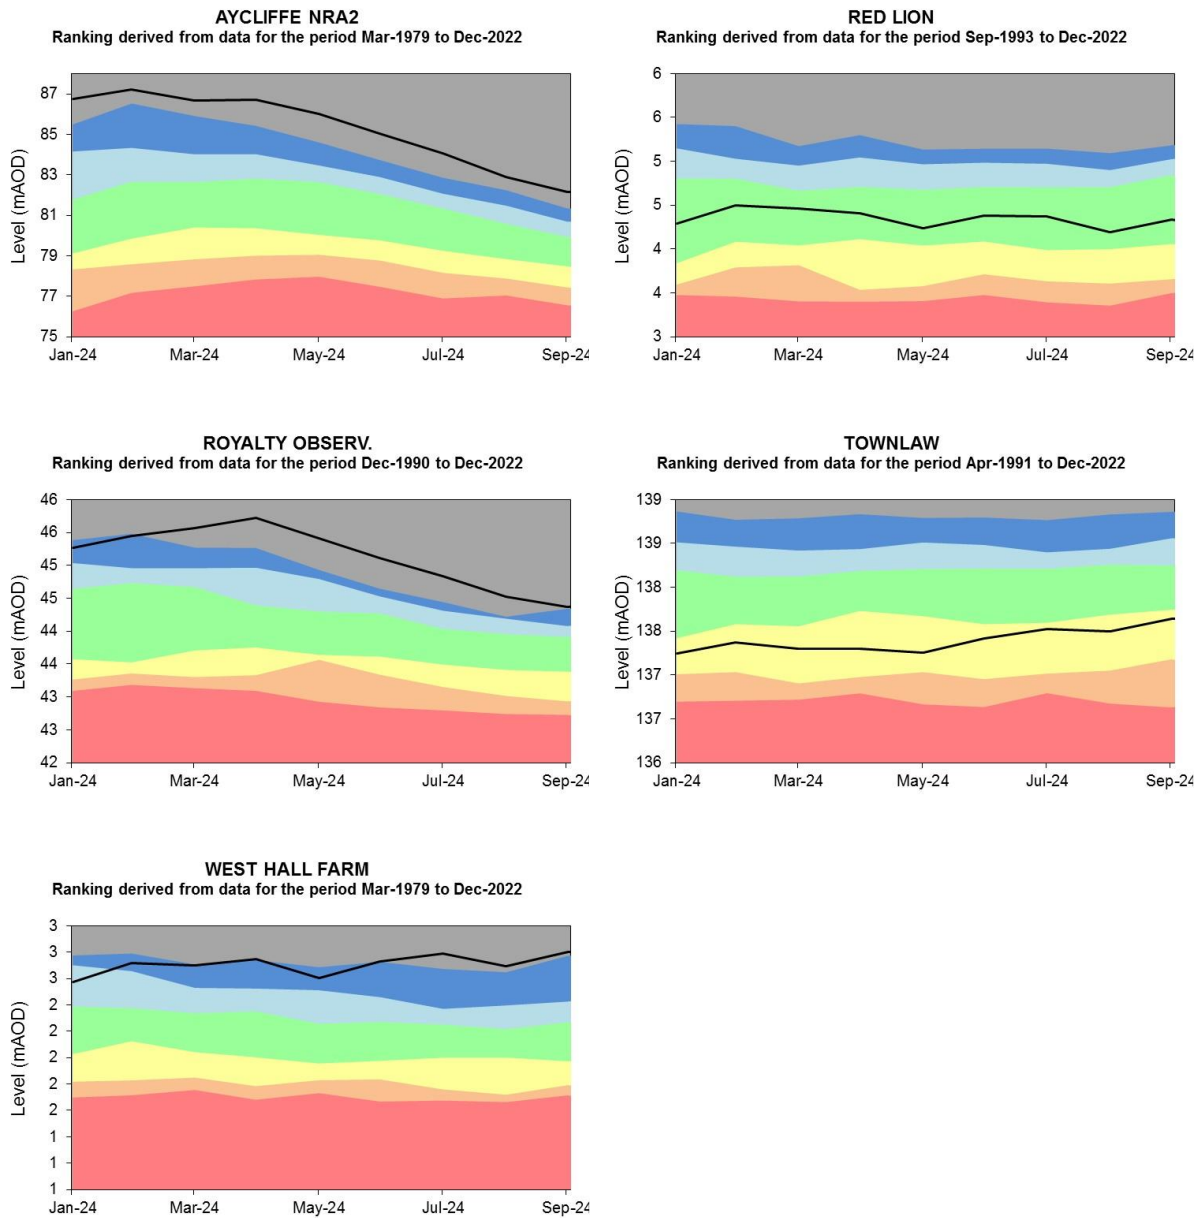 AYCLIFFE NRA2
Ranking derived from data for the period Mar-1979 to Dec-2022
Level (mAOD)
87
85
83
81
79
77
75
Jan-24 Mar-24 May-24 Jul-24 Sep-24
RED LION
Ranking derived from data for the period Sep-1993 to Dec-2022
Level (mAOD)
6
6
5
5
4
4
3
Jan-24 Mar-24 May-24 Jul-24 Sep-24
ROYALTY OBSERV.
Ranking derived from data for the period Dec-1990 to Dec-2022
Level (mAOD)
46
46
45
45
44
44
43
43
42
Jan-24 Mar-24 May-24 Jul-24 Sep-24
TOWNLAW
Ranking derived from data for the period Apr-1991 to Dec-2022
Level (mAOD)
139
139
138
138
137
137
136
Jan-24 Mar-24 May-24 Jul-24 Sep-24
WEST HALL FARM
Ranking derived from data for the period Mar-1979 to Dec-2022
Level (mAOD)
3
3
3
2
2
2
2
2
1
1
1
Jan-24 Mar-24 May-24 Jul-24 Sep-24